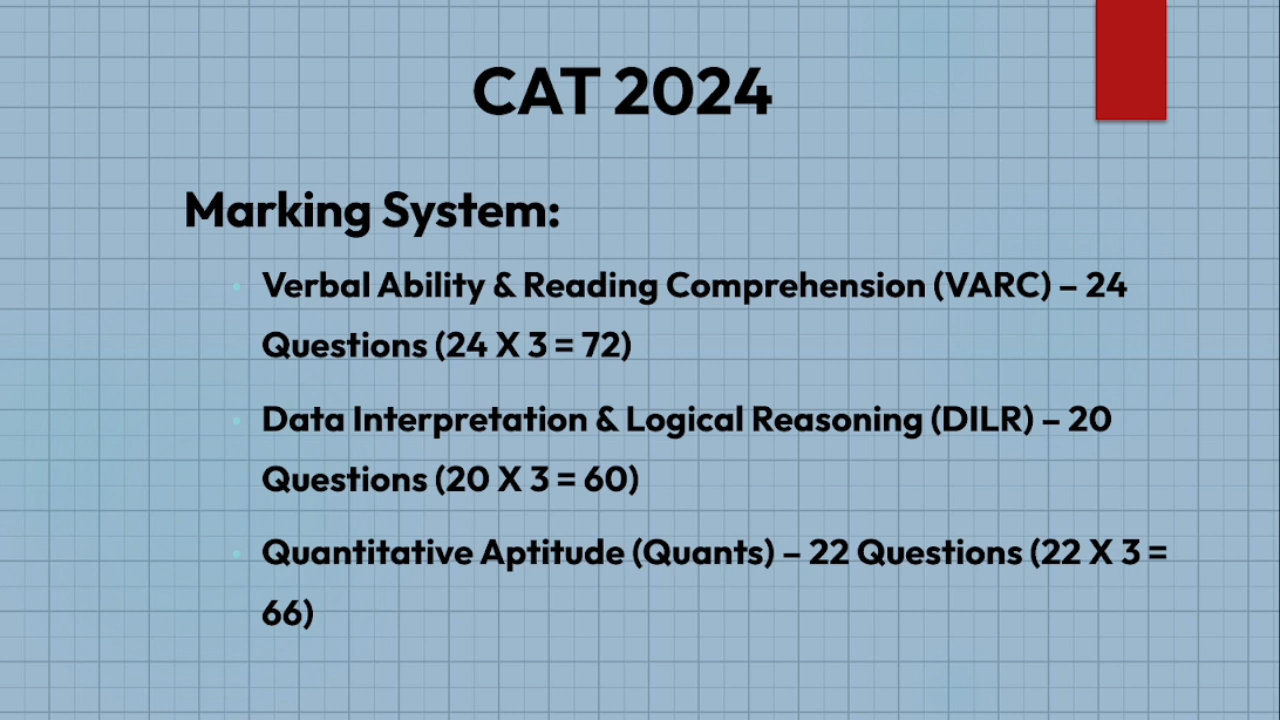 CAT 2024
Marking System:
Verbal Ability & Reading Comprehension (VARC) – 24
Questions (24 X 3 = 72)
Data Interpretation & Logical Reasoning (DILR) – 20
Questions (20 X 3 = 60)
Quantitative Aptitude (Quants) – 22 Questions (22 X 3 =
66)